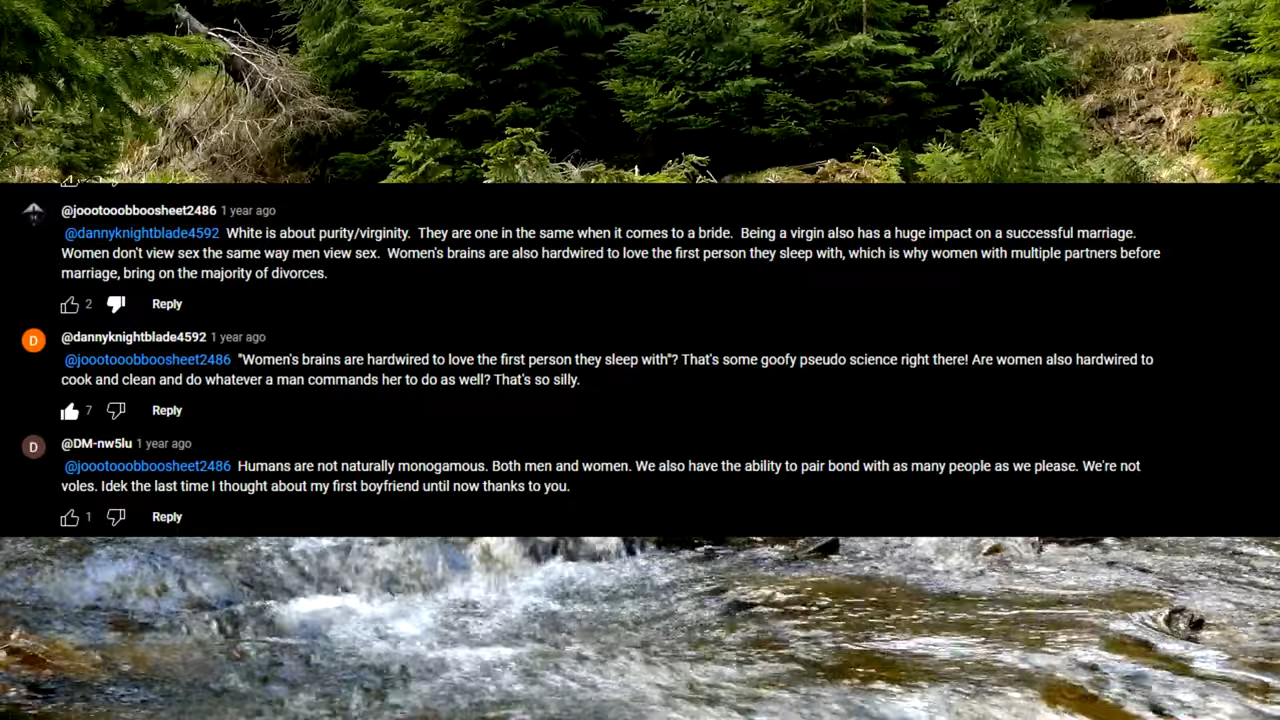 @joootooobboosheet2486 1 year ago
@dannyknightblade4592 White is about purity/virginity. They are one in the same when it comes to a bride. Being a virgin also has a huge impact on a successful marriage.
Women don't view sex the same way men view sex. Women's brains are also hardwired to love the first person they sleep with, which is why women with multiple partners before
marriage, bring on the majority of divorces.
2 Reply
D @dannyknightblade4592 1 year ago
@joootooobboosheet2486 "Women's brains are hardwired to love the first person they sleep with"? That's some goofy pseudo science right there! Are women also hardwired to
cook and clean and do whatever a man commands her to do as well? That's so silly.
7 Reply
D @DM-nw5lu 1 year ago
@joootooobboosheet2486 Humans are not naturally monogamous. Both men and women. We also have the ability to pair bond with as many people as we please. We're not
voles. Idek the last time I thought about my first boyfriend until now thanks to you.
1 Reply